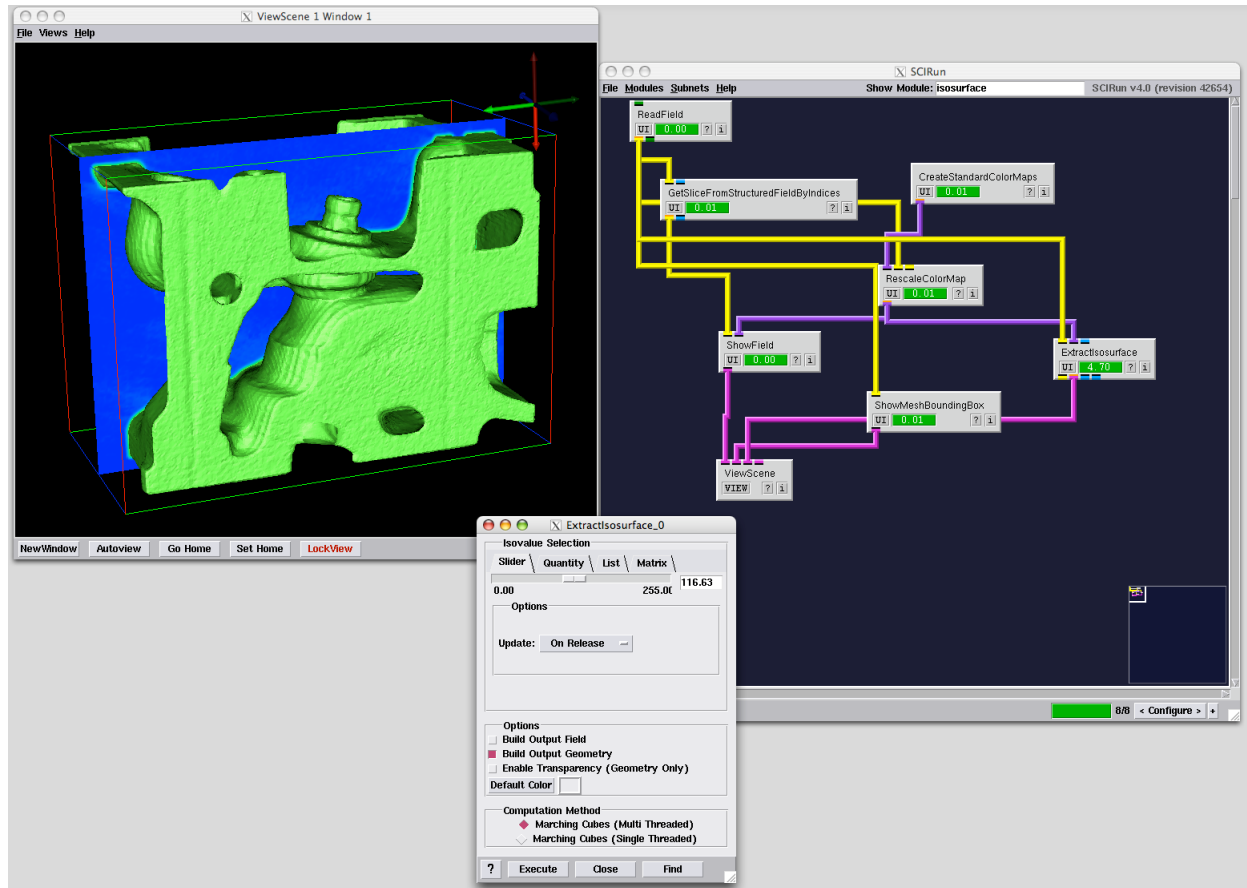 ViewScene 1 Window 1
File Views Help
NewWindow Autoview Go Home Set Home LockView
SCIRun
File Modules Subnets Help Show Module: isosurface SCIRun v4.0 (revision 42654)
ReadField
UI 0.00 ? i
GetSliceFromStructuredFieldByIndices
UI 0.01 ? i
CreateStandardColorMaps
UI 0.01 ? i
RescaleColorMap
UI 0.01 ? i
ShowField
UI 0.00 ? i
ExtractIsosurface
UI 4.70 ? i
ShowMeshBoundingBox
UI 0.01 ? i
ViewScene
VIEW ? i
8/8 < Configure > +
ExtractIsosurface_0
Isovalue Selection
Slider Quantity List Matrix
116.63
0.00 255.00
Options
Update: On Release
Options
Build Output Field
Build Output Geometry
Enable Transparency (Geometry Only)
Default Color
Computation Method
Marching Cubes (Multi Threaded)
Marching Cubes (Single Threaded)
? Execute Close Find